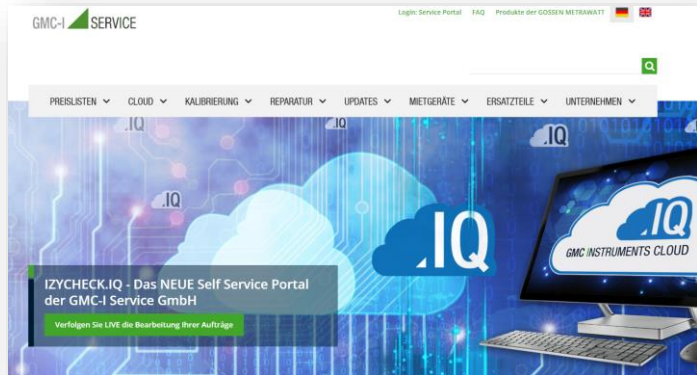 GMC-I SERVICE
Login: Service Portal FAQ Produkte der GOSSEN METRAWATT
PREISLISTEN CLOUD KALIBRIERUNG REPARATUR UPDATES MIETGERÄTE ERSATZTEILE UNTERNEHMEN
.IQ
.IQ
.IQ
.IQ
.IQ
.IQ
GMC INSTRUMENTS CLOUD
IZYCHECK.IQ - Das NEUE Self Service Portal
der GMC-I Service GmbH
Verfolgen Sie LIVE die Bearbeitung Ihrer Aufträge